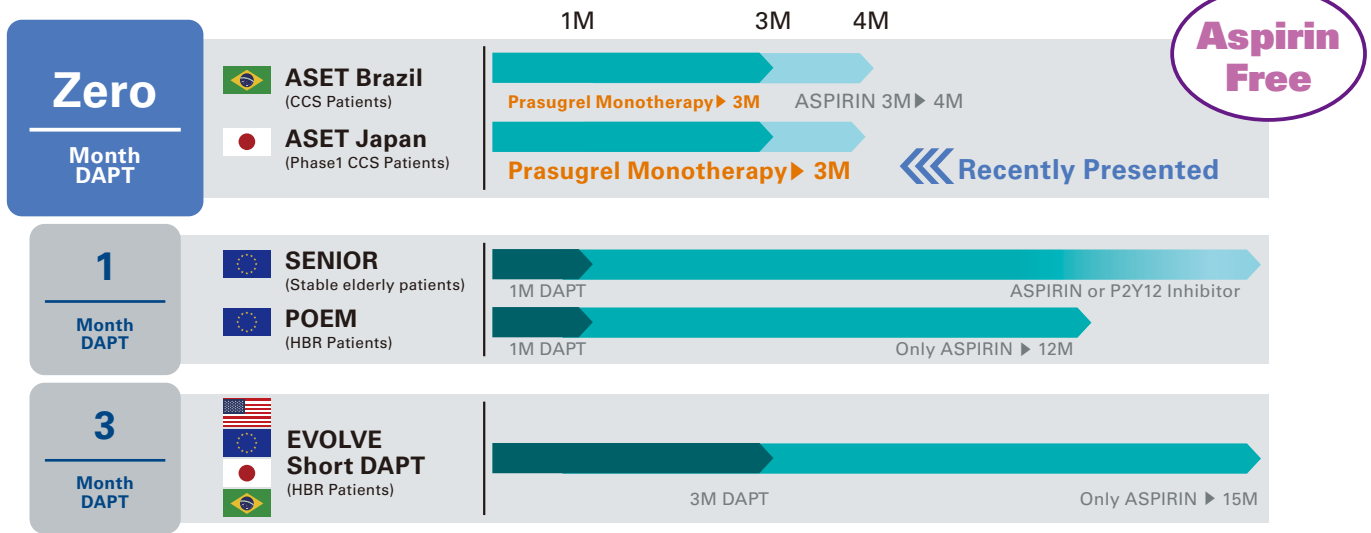 1M 3M 4M
Aspirin
Free
Zero
Month
DAPT
ASET Brazil
(CCS Patients)
Prasugrel Monotherapy▶ 3M
ASPIRIN 3M▶ 4M
ASET Japan
(Phase1 CCS Patients)
Prasugrel Monotherapy▶ 3M
Recently Presented
1
Month
DAPT
SENIOR
(Stable elderly patients)
1M DAPT
ASPIRIN or P2Y12 Inhibitor
POEM
(HBR Patients)
1M DAPT
Only ASPIRIN ▶ 12M
3
Month
DAPT
EVOLVE
Short DAPT
(HBR Patients)
3M DAPT
Only ASPIRIN ▶ 15M